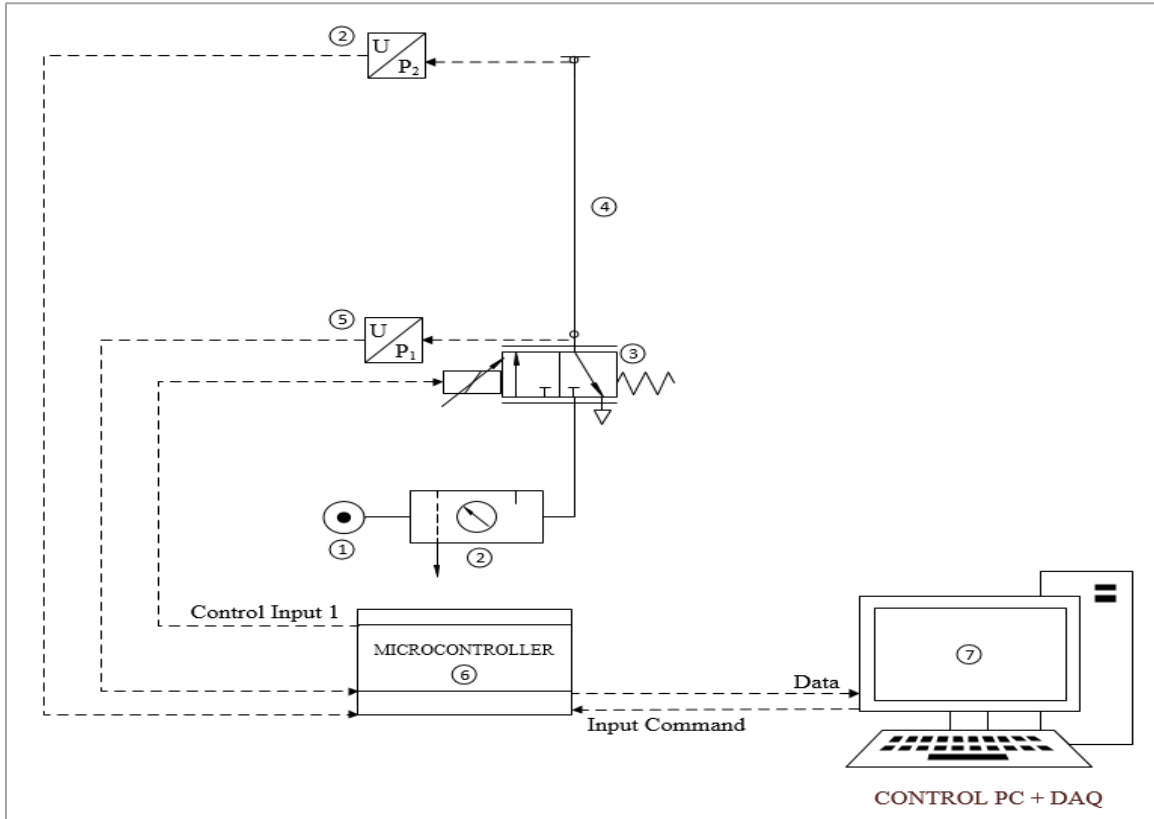 ②
U
P₂
④
⑤
U
P₁
③
①
②
Control Input 1
MICROCONTROLLER
⑥
⑦
Data
Input Command
CONTROL PC + DAQ